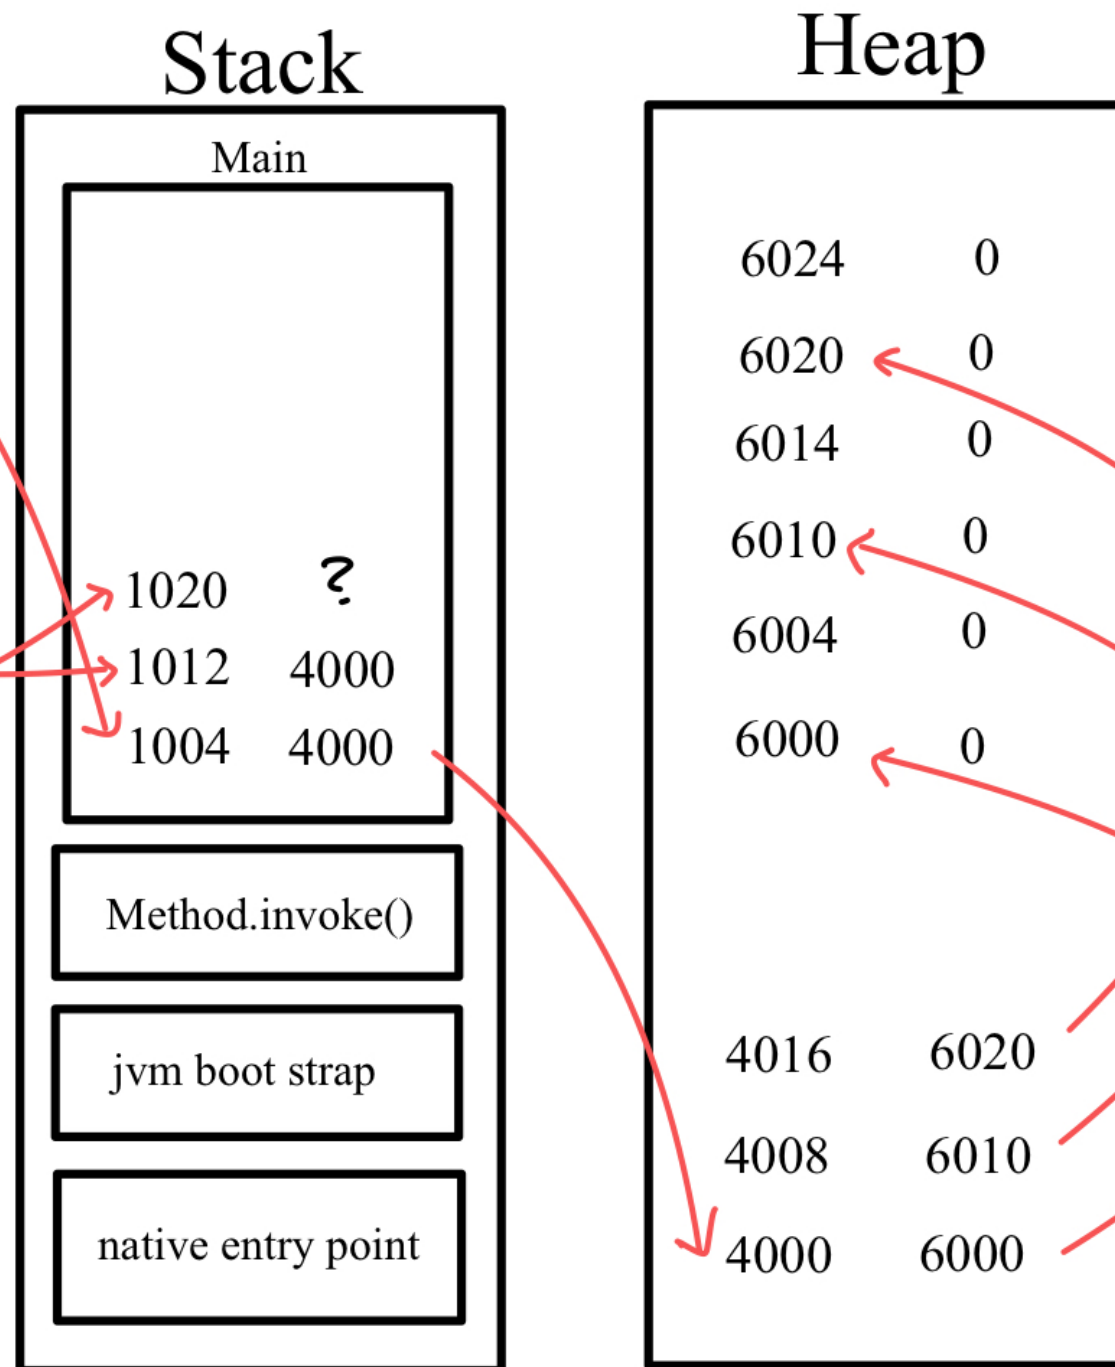 Stack
Main
1020 ?
1012 4000
1004 4000
Method.invoke()
jvm boot strap
native entry point
Heap
6024 0
6020 0
6014 0
6010 0
6004 0
6000 0
4016 6020
4008 6010
4000 6000